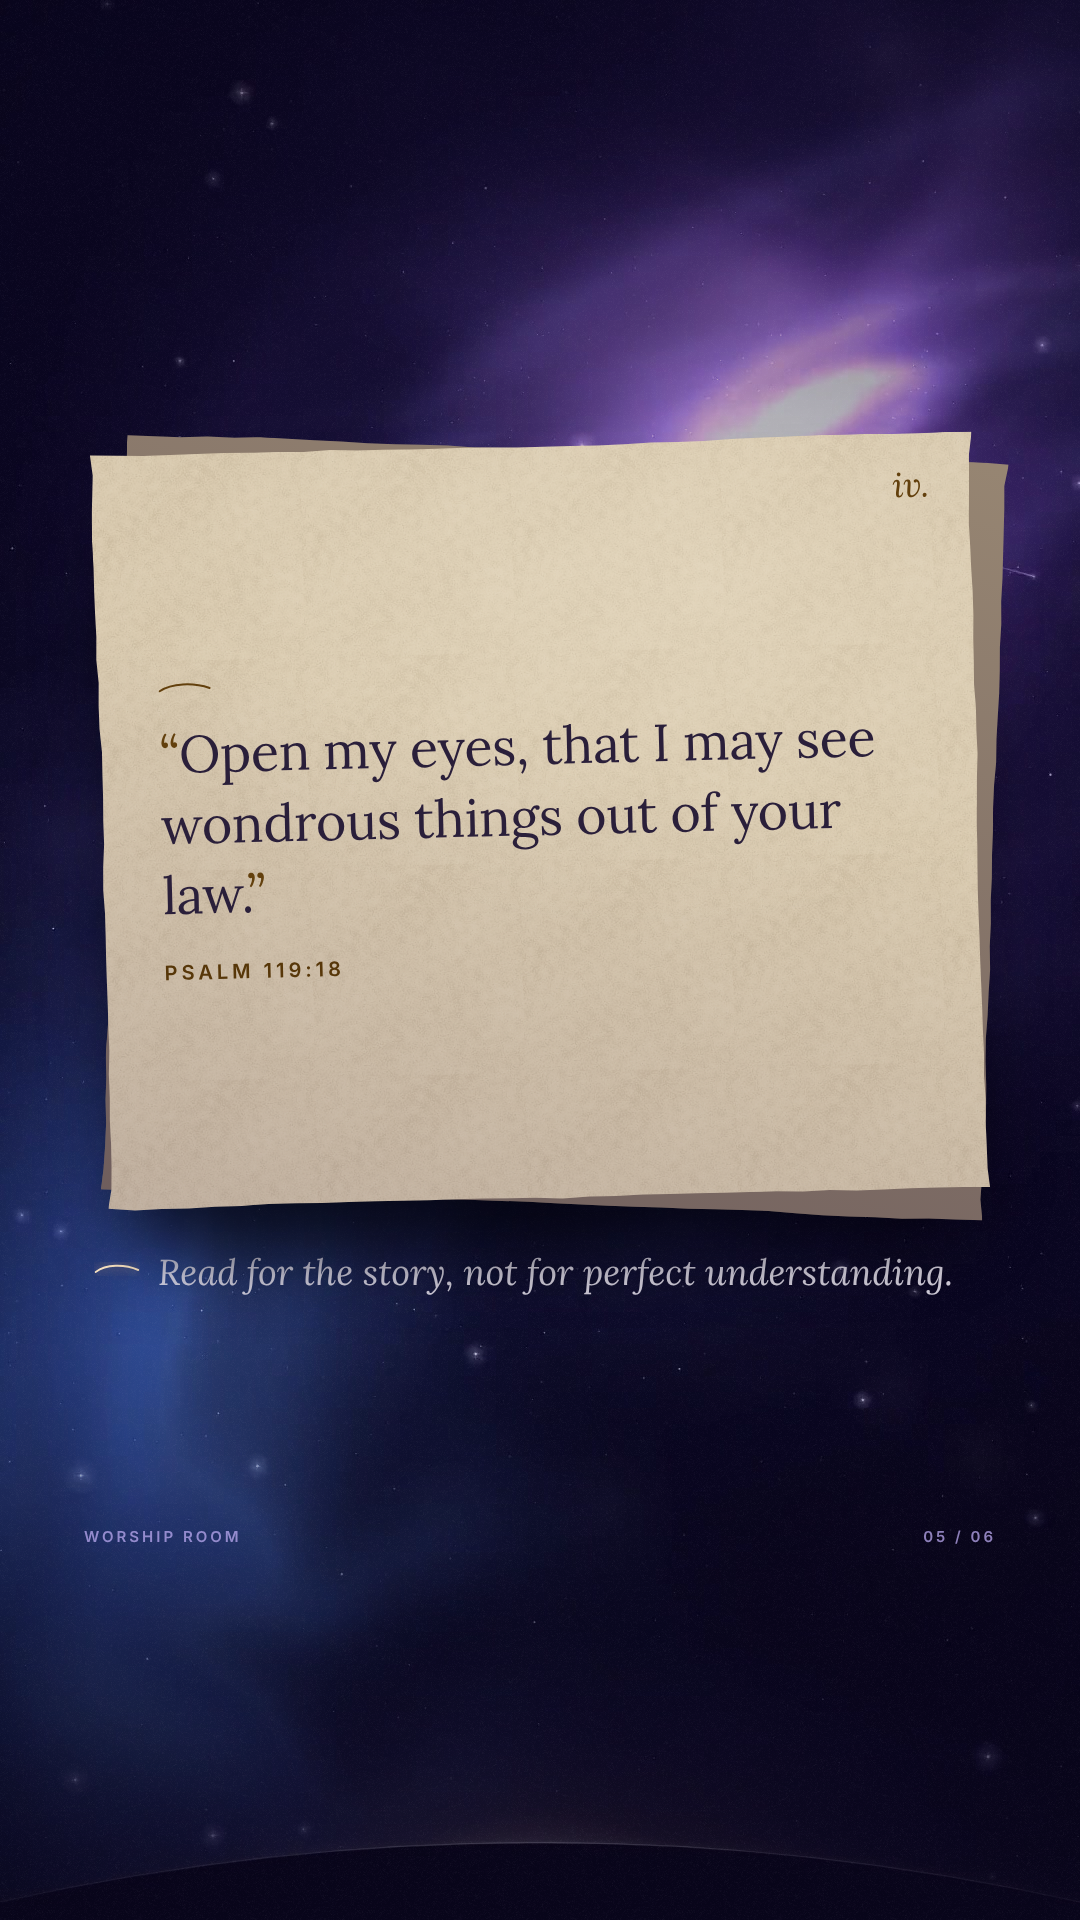 iv.
“Open my eyes, that I may see
wondrous things out of your
law.”
PSALM 119:18
Read for the story, not for perfect understanding.
WORSHIP ROOM
05 / 06